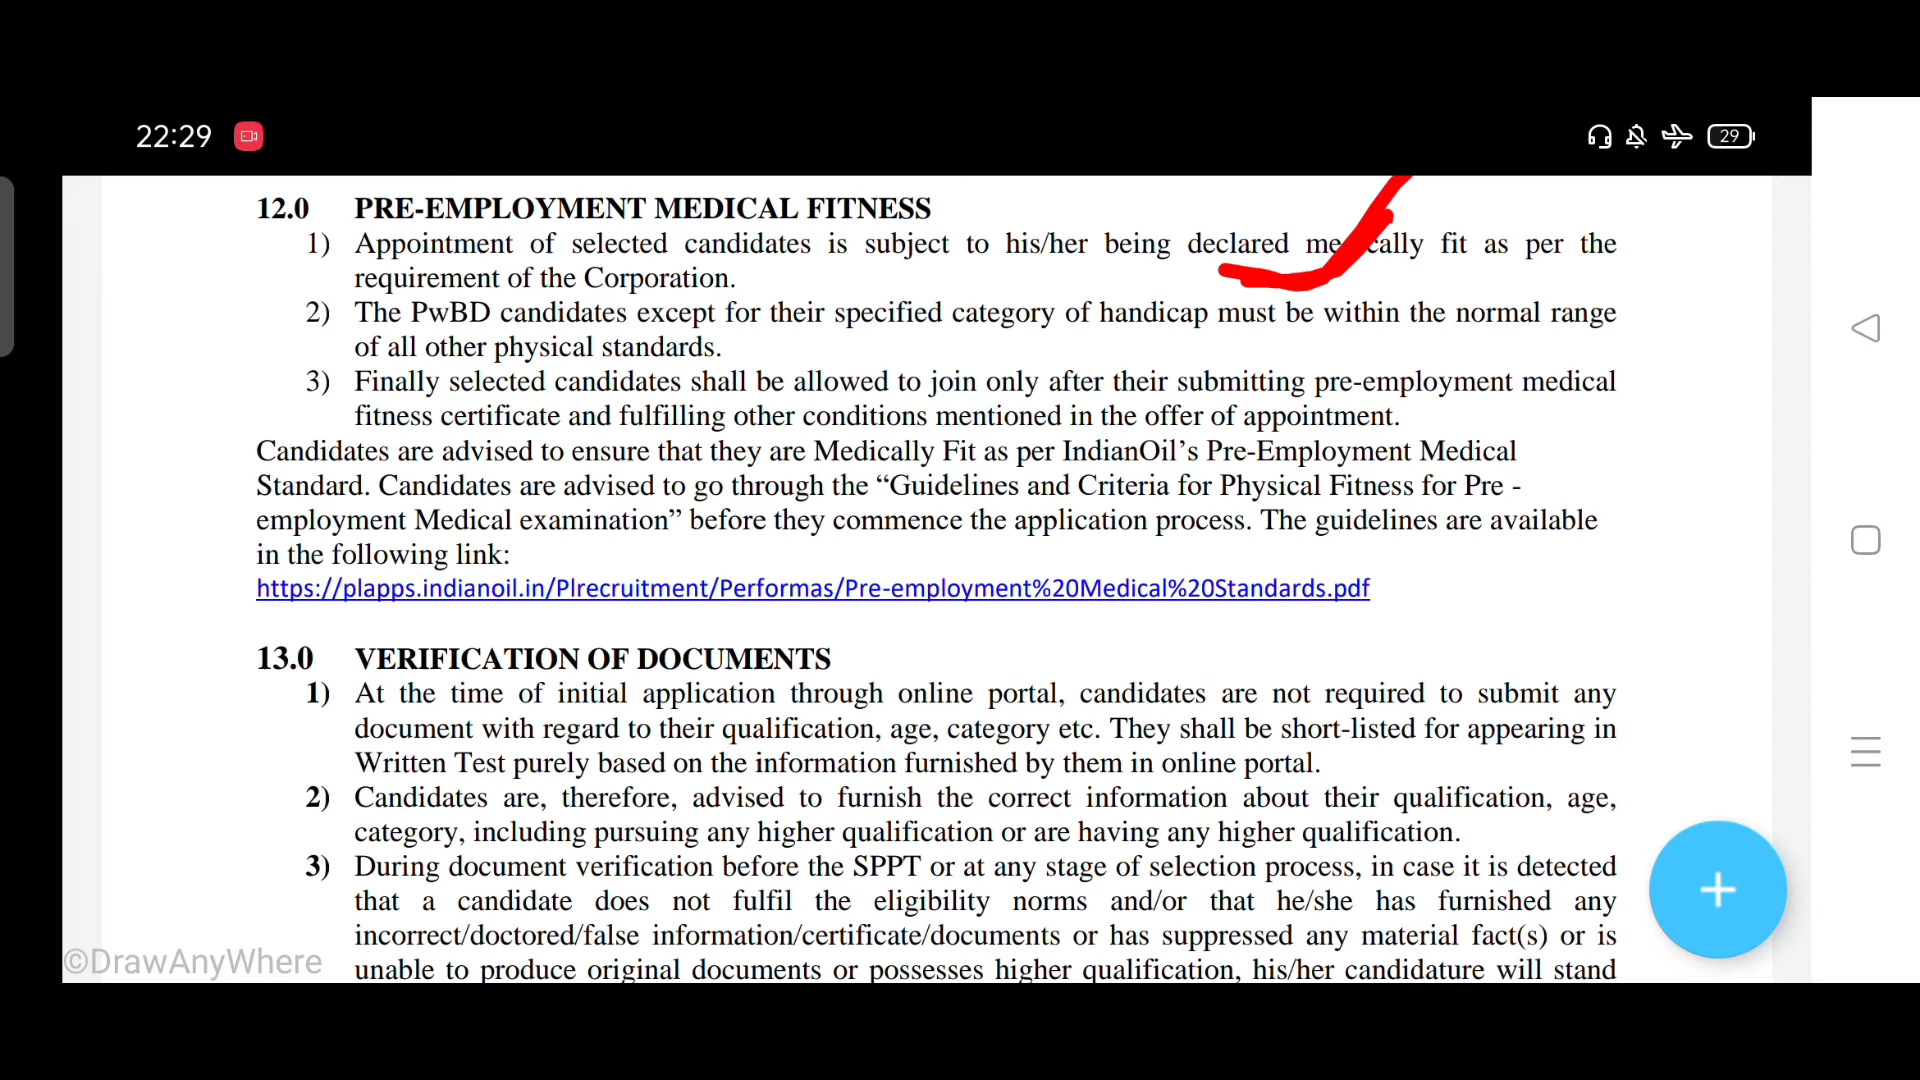 22:29
29
12.0 PRE-EMPLOYMENT MEDICAL FITNESS
1) Appointment of selected candidates is subject to his/her being declared medically fit as per the
requirement of the Corporation.
2) The PwBD candidates except for their specified category of handicap must be within the normal range
of all other physical standards.
3) Finally selected candidates shall be allowed to join only after their submitting pre-employment medical
fitness certificate and fulfilling other conditions mentioned in the offer of appointment.
Candidates are advised to ensure that they are Medically Fit as per IndianOil’s Pre-Employment Medical
Standard. Candidates are advised to go through the “Guidelines and Criteria for Physical Fitness for Pre -
employment Medical examination” before they commence the application process. The guidelines are available
in the following link:
https://plapps.indianoil.in/Plrecruitment/Performas/Pre-employment%20Medical%20Standards.pdf
13.0 VERIFICATION OF DOCUMENTS
1) At the time of initial application through online portal, candidates are not required to submit any
document with regard to their qualification, age, category etc. They shall be short-listed for appearing in
Written Test purely based on the information furnished by them in online portal.
2) Candidates are, therefore, advised to furnish the correct information about their qualification, age,
category, including pursuing any higher qualification or are having any higher qualification.
3) During document verification before the SPPT or at any stage of selection process, in case it is detected
that a candidate does not fulfil the eligibility norms and/or that he/she has furnished any
incorrect/doctored/false information/certificate/documents or has suppressed any material fact(s) or is
unable to produce original documents or possesses higher qualification, his/her candidature will stand
©DrawAnyWhere